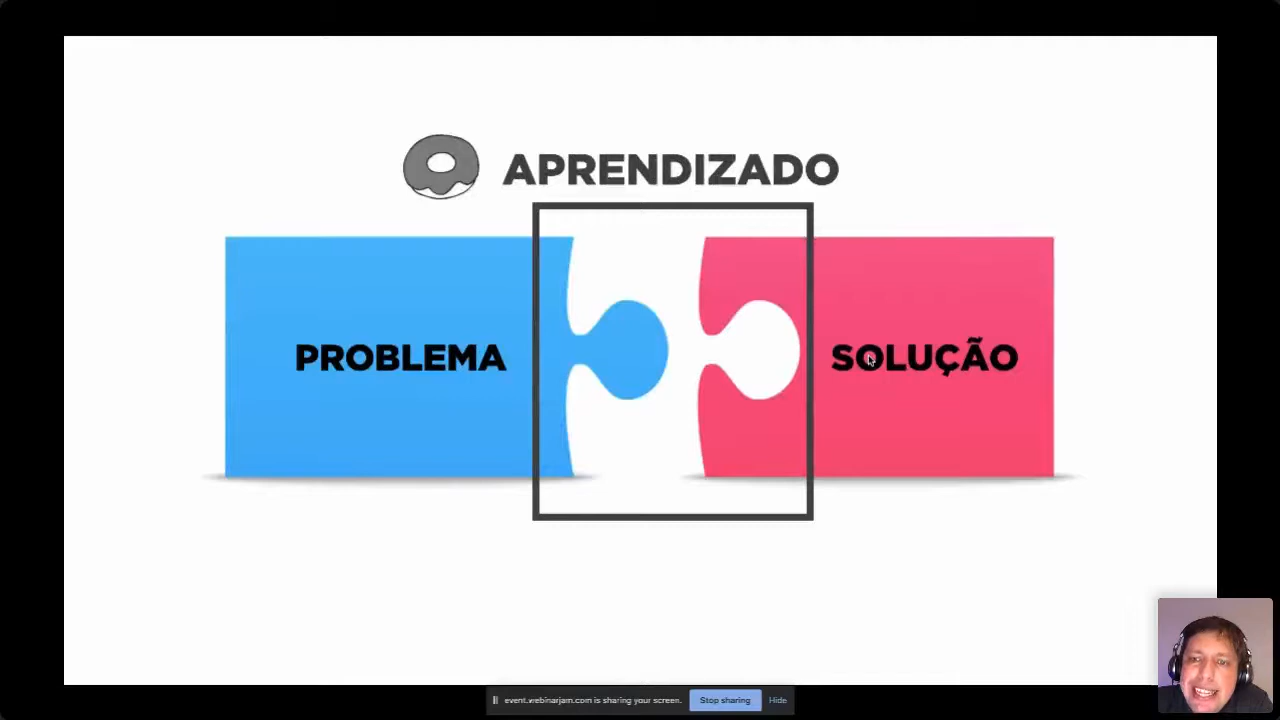 APRENDIZADO
PROBLEMA
SOLUÇÃO
event.webinarjam.com is sharing your screen. Stop sharing Hide